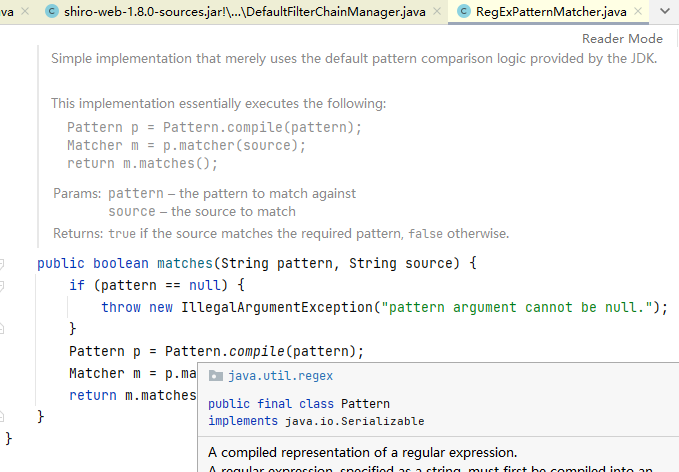 va
shiro-web-1.8.0-sources.jar!\...\DefaultFilterChainManager.java
RegExPatternMatcher.java
Reader Mode
Simple implementation that merely uses the default pattern comparison logic provided by the JDK.
This implementation essentially executes the following:
Pattern p = Pattern.compile(pattern);
Matcher m = p.matcher(source);
return m.matches();
Params: pattern – the pattern to match against
source – the source to match
Returns: true if the source matches the required pattern, false otherwise.
public boolean matches(String pattern, String source) {
if (pattern == null) {
throw new IllegalArgumentException("pattern argument cannot be null.");
}
Pattern p = Pattern.compile(pattern);
Matcher m = p.ma
return m.matches
}
}
java.util.regex
public final class Pattern
implements java.io.Serializable
A compiled representation of a regular expression.
A regular expression, specified as a string, must first be compiled into an